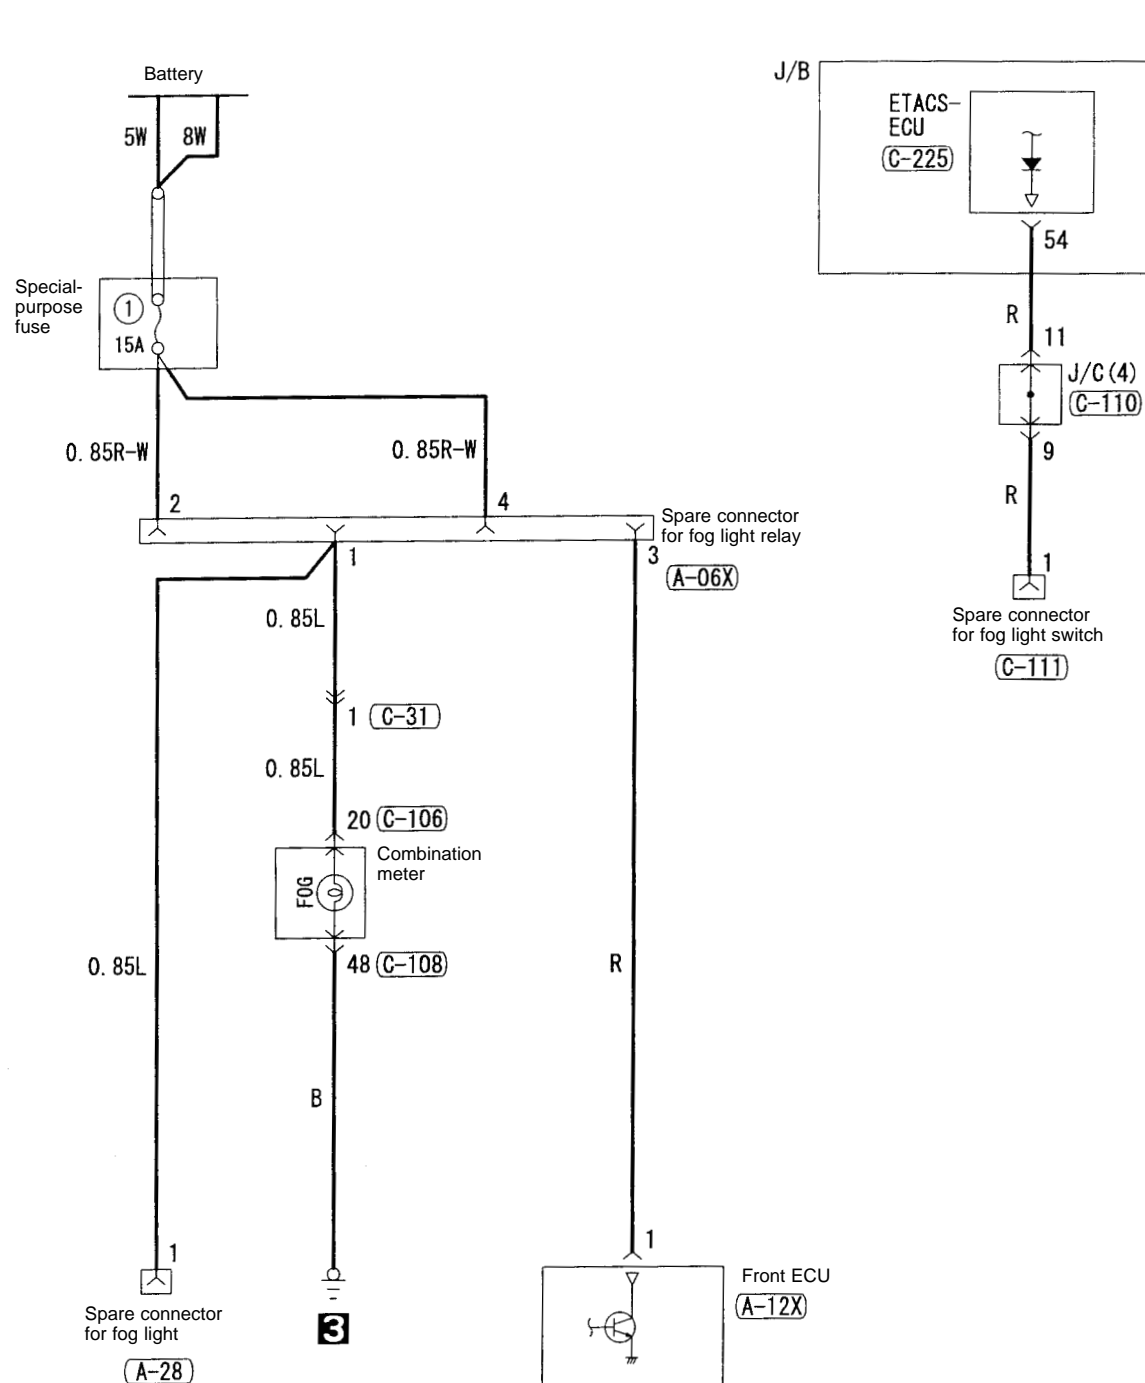 Battery
5W
8W
Special-
purpose
fuse
1
15A
0.85R-W
0.85R-W
2
4
Spare connector
for fog light relay
1
3
A-06X
0.85L
1
C-31
0.85L
20
C-106
Combination
meter
FOG
48
C-108
0.85L
R
B
1
Spare connector
for fog light
A-28
3
1
Front ECU
A-12X
J/B
ETACS-
ECU
C-225
54
R
11
J/C(4)
C-110
9
R
1
Spare connector
for fog light switch
C-111